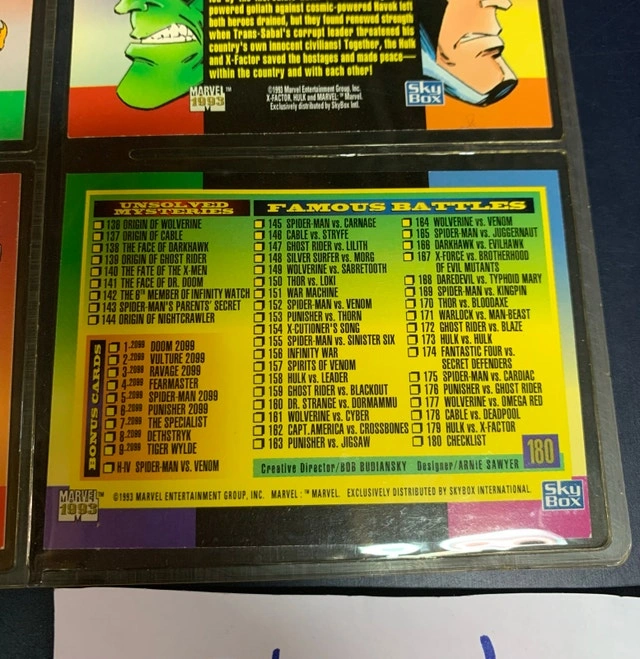 powered people, but cosmic-powered Hawk left
both heroes drained, but they found renewed strength
when Trans-Sabal's corrupt leader threatened his
country's own innocent civilians! Together, the Hulk
and X-Factor saved the hostages and made peace—
within the country and with each other!
MARVEL™
1993
©1993 Marvel Entertainment Group, Inc.
X-FACTOR, HULK and MARVEL: ™ Marvel.
Exclusively distributed by SkyBox Intl.
Sky
Box
UNSOLVED
MYSTERIES
136 ORIGIN OF WOLVERINE
137 ORIGIN OF CABLE
138 THE FACE OF DARKHAWK
139 ORIGIN OF GHOST RIDER
140 THE FATE OF THE X-MEN
141 THE FACE OF DR. DOOM
142 THE 6TH MEMBER OF INFINITY WATCH
143 SPIDER-MAN'S PARENTS' SECRET
144 ORIGIN OF NIGHTCRAWLER
BONUS CARDS
1-2099 DOOM 2099
2-2099 VULTURE 2099
3-2099 RAVAGE 2099
4-2099 FEARMASTER
5-2099 SPIDER-MAN 2099
6-2099 PUNISHER 2099
7-2099 THE SPECIALIST
8-2099 DETHSTRYK
9-2099 TIGER WYLDE
H-IV SPIDER-MAN VS. VENOM
FAMOUS BATTLES
145 SPIDER-MAN vs. CARNAGE
146 CABLE vs. STRYFE
147 GHOST RIDER vs. LILITH
148 SILVER SURFER vs. MORG
149 WOLVERINE vs. SABRETOOTH
150 THOR vs. LOKI
151 WAR MACHINE
152 SPIDER-MAN vs. VENOM
153 PUNISHER vs. THORN
154 X-CUTIONER'S SONG
155 SPIDER-MAN vs. SINISTER SIX
156 INFINITY WAR
157 SPIRITS OF VENOM
158 HULK vs. LEADER
159 GHOST RIDER vs. BLACKOUT
160 DR. STRANGE vs. DORMAMMU
161 WOLVERINE vs. CYBER
162 CAPT. AMERICA vs. CROSSBONES
163 PUNISHER vs. JIGSAW
164 WOLVERINE vs. VENOM
165 SPIDER-MAN vs. JUGGERNAUT
166 DARKHAWK vs. EVILHAWK
167 X-FORCE vs. BROTHERHOOD
OF EVIL MUTANTS
168 DAREDEVIL vs. TYPHOID MARY
169 SPIDER-MAN vs. KINGPIN
170 THOR vs. BLOODAXE
171 WARLOCK vs. MAN-BEAST
172 GHOST RIDER vs. BLAZE
173 HULK vs. HULK
174 FANTASTIC FOUR vs.
SECRET DEFENDERS
175 SPIDER-MAN vs. CARDIAC
176 PUNISHER vs. GHOST RIDER
177 WOLVERINE vs. OMEGA RED
178 CABLE vs. DEADPOOL
179 HULK vs. X-FACTOR
180 CHECKLIST
Creative Director/BOB BUDIANSKY Designer/ARNIE SAWYER
180
MARVEL™
1993
©1993 MARVEL ENTERTAINMENT GROUP, INC. MARVEL: ™ MARVEL. EXCLUSIVELY DISTRIBUTED BY SKYBOX INTERNATIONAL.
Sky
Box